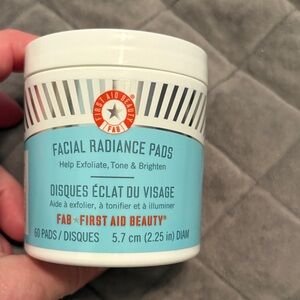 FIRST AID BEAUTY®
FAB
FACIAL RADIANCE PADS
Help Exfoliate, Tone & Brighten
DISQUES ÉCLAT DU VISAGE
Aide à exfolier, à tonifier et à illuminer
FAB FIRST AID BEAUTY®
60 PADS / DISQUES 5.7 cm (2.25 in) DIAM